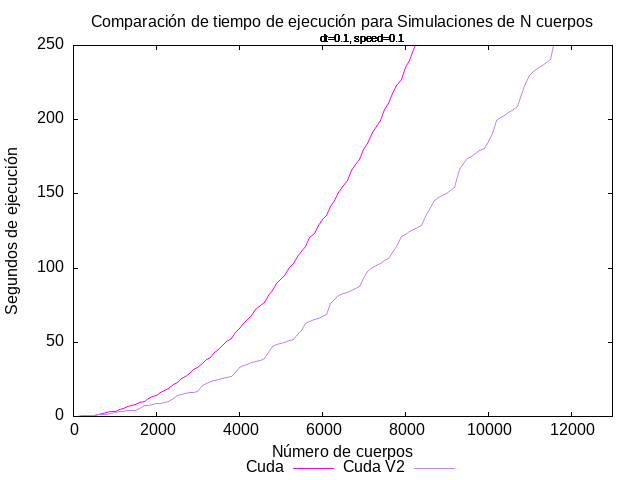 Comparación de tiempo de ejecución para Simulaciones de N cuerpos
dt=0.1, speed=0.1
250
200
150
100
50
0
Segundos de ejecución
0 2000 4000 6000 8000 10000 12000
Número de cuerpos
Cuda Cuda V2